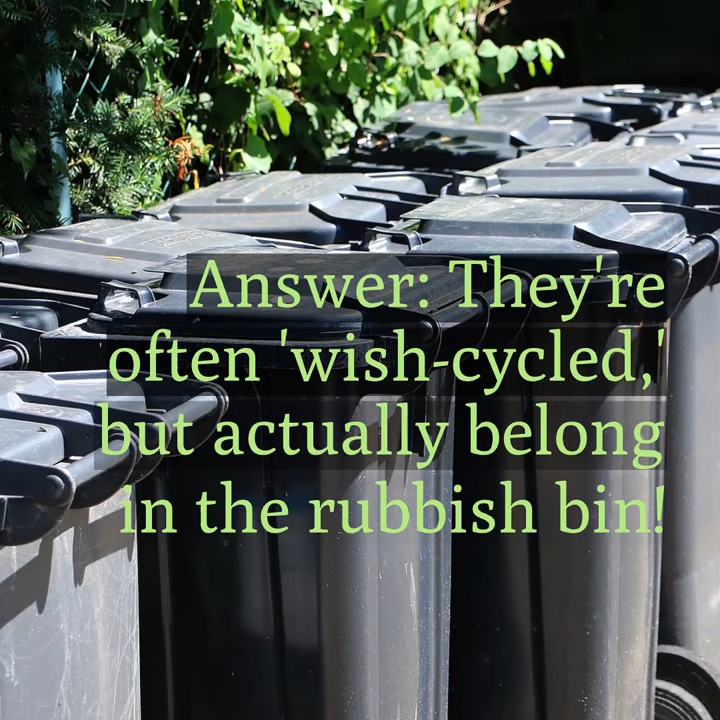 Answer: They're
often 'wish-cycled,'
but actually belong
in the rubbish bin!